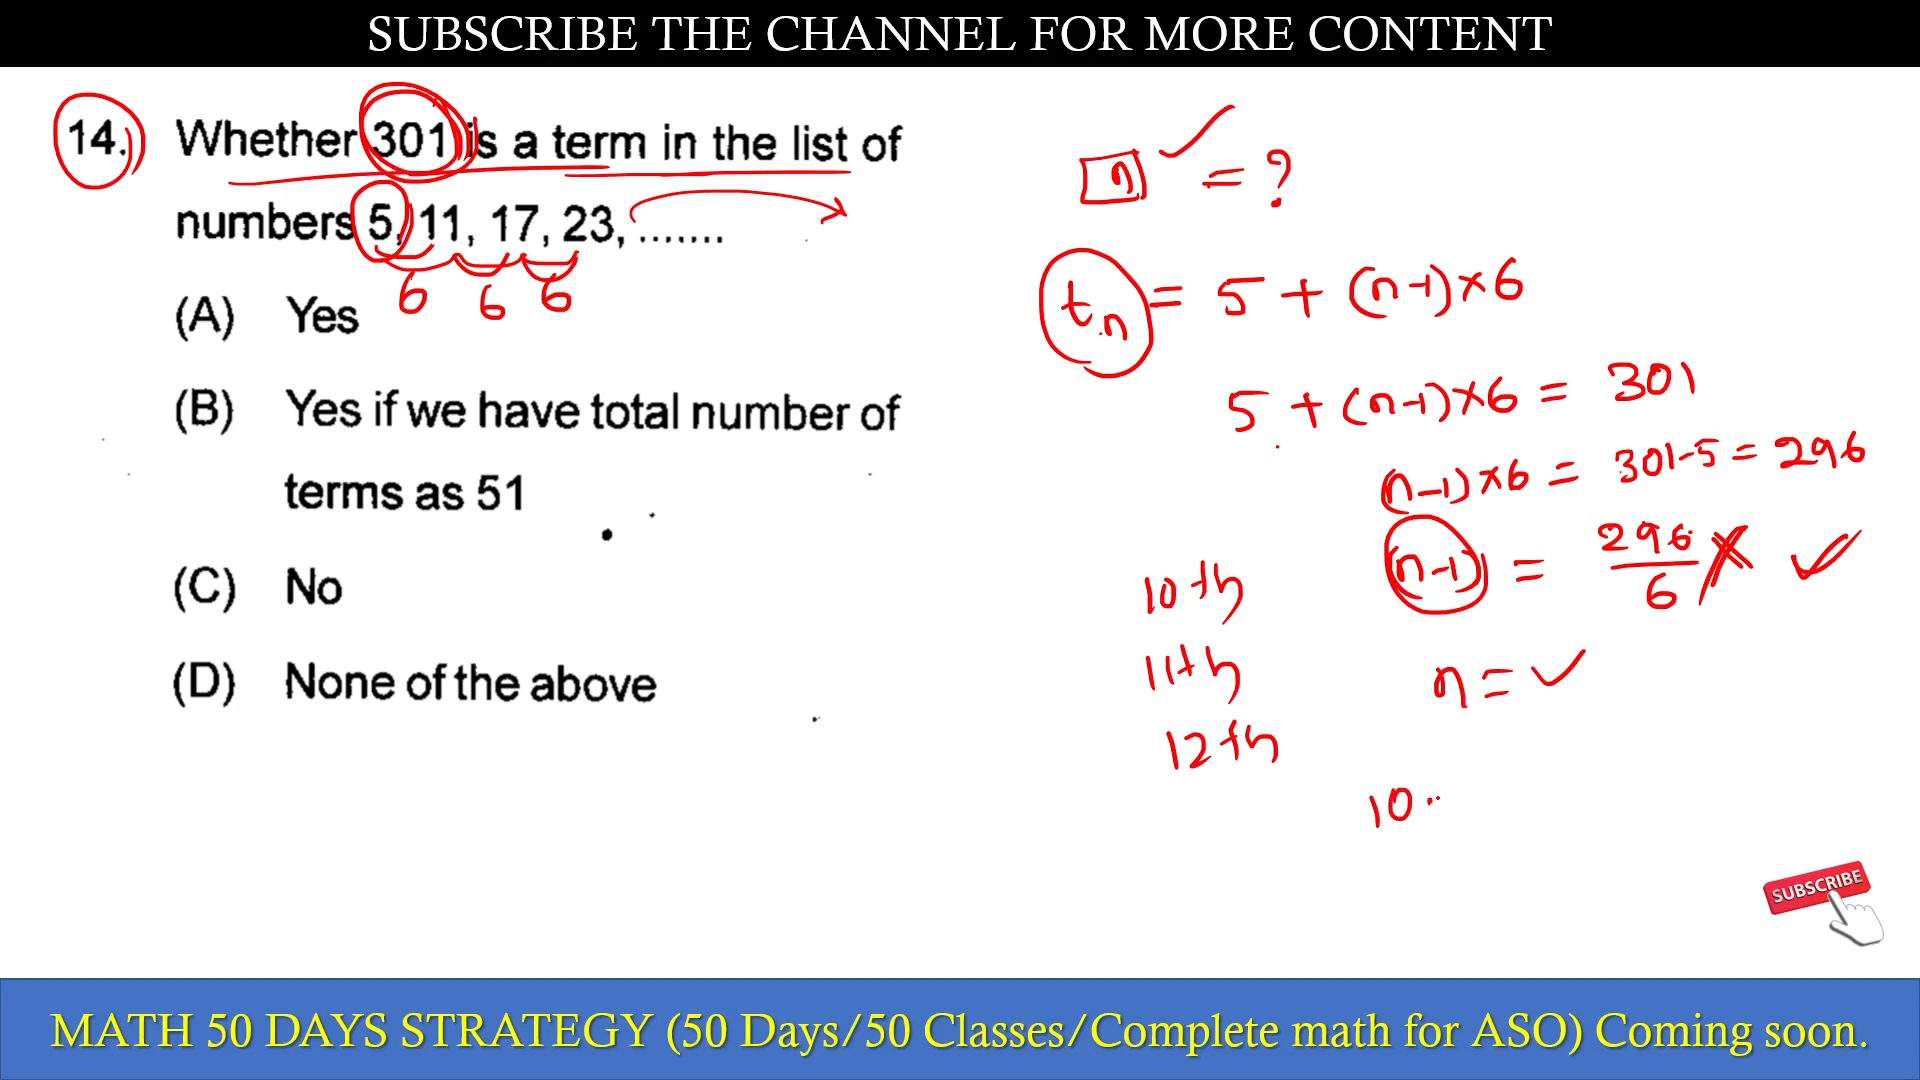 SUBSCRIBE THE CHANNEL FOR MORE CONTENT
14. Whether 301 is a term in the list of
numbers 5, 11, 17, 23, .......
6 6 6
(A) Yes
(B) Yes if we have total number of
terms as 51
(C) No
(D) None of the above
n = ?
tn = 5 + (n-1)×6
5 + (n-1)×6 = 301
(n-1)×6 = 301-5 = 296
(n-1) = 296/6
n =
10th
11th
12th
10.
SUBSCRIBE
MATH 50 DAYS STRATEGY (50 Days/50 Classes/Complete math for ASO) Coming soon.